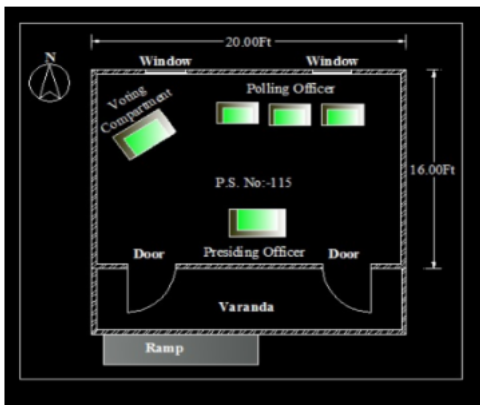 N
20.00Ft
Window
Window
Voting
Compartment
Polling Officer
16.00Ft
P.S. No:-115
Door
Presiding Officer
Door
Varanda
Ramp